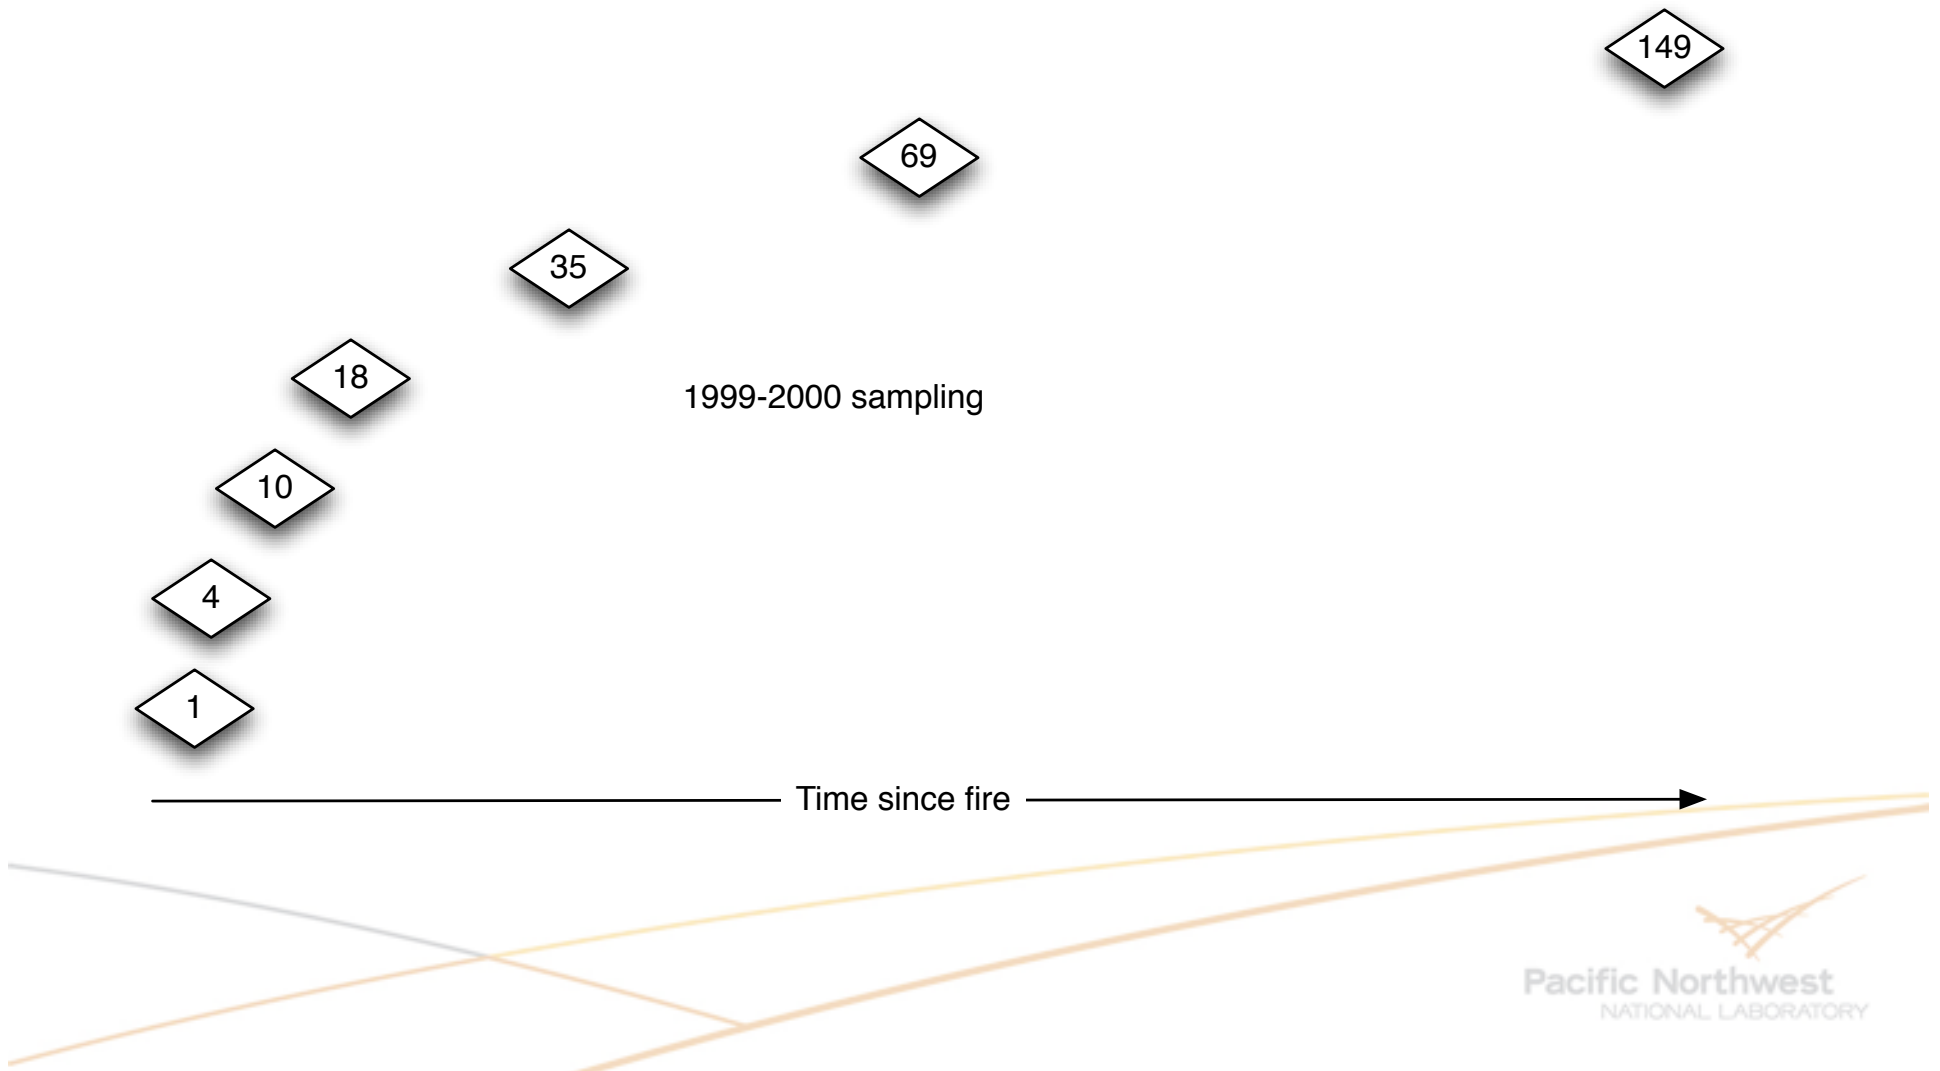 149
69
35
18
1999-2000 sampling
10
4
1
Time since fire
Pacific Northwest
NATIONAL LABORATORY